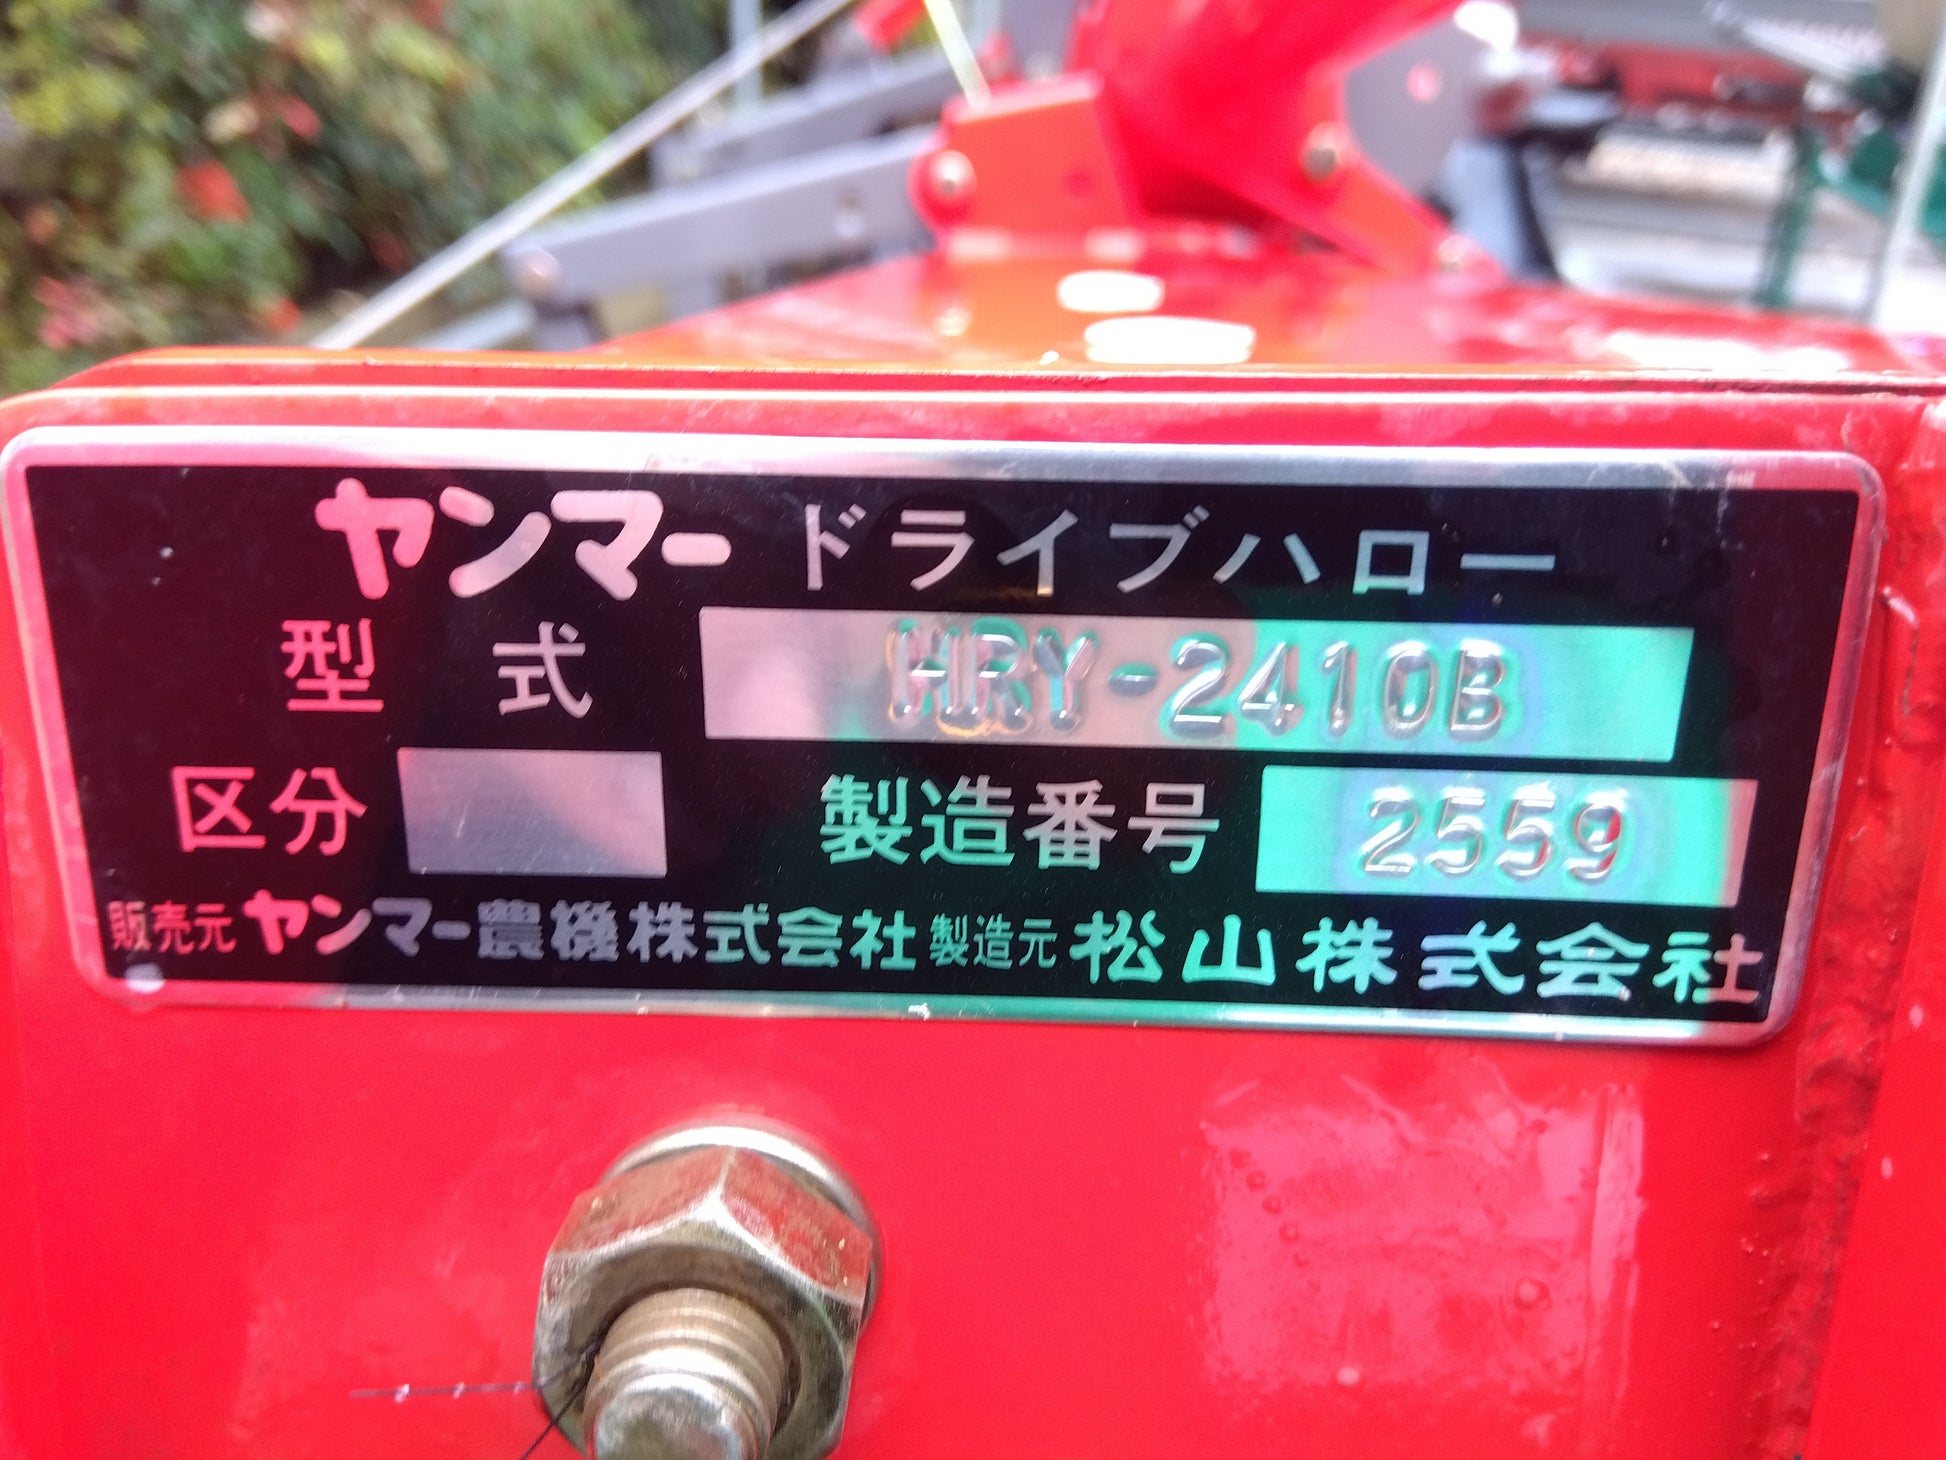 ヤンマー ドライブハロー
型式 HRY-2410B
区分 製造番号 2559
販売元 ヤンマー農機株式会社 製造元 松山株式会社